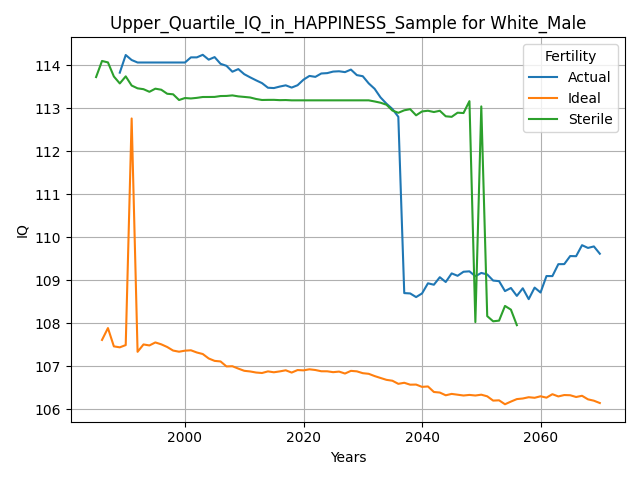 Upper_Quartile_IQ_in_HAPPINESS_Sample for White_Male
Fertility
Actual
Ideal
Sterile
IQ
114
113
112
111
110
109
108
107
106
2000
2020
2040
2060
Years